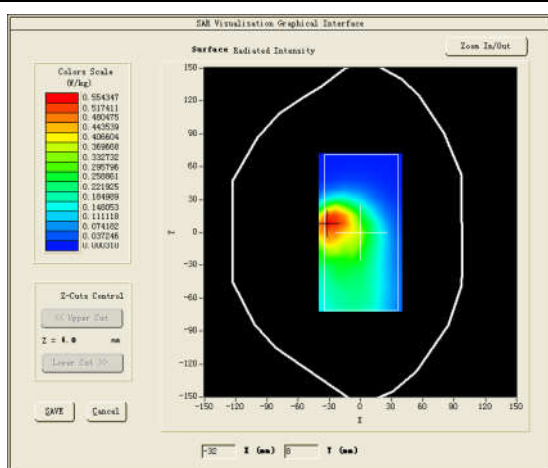 SAR Visualisation Graphical Interface
Surface Radiated Intensity
Zoom In/Out
Colors Scale
(W/kg)
0.554347
0.517411
0.480475
0.443539
0.406604
0.369668
0.332732
0.295796
0.258861
0.221925
0.184989
0.148053
0.111118
0.074182
0.037246
0.000310
150
120
90
60
30
0
-30
-60
-90
-120
-150
Y
-150 -120 -90 -60 -30 0 30 60 90 120 150
X
Z-Cuts Control
<< Upper Cut
Z = 4.0 mm
Lower Cut >>
SAVE
Cancel
-32 X (mm) 8 Y (mm)